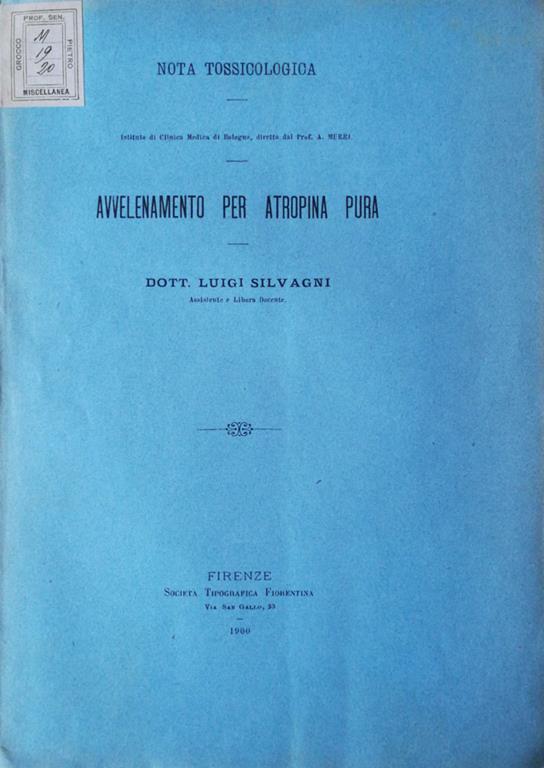 PROF. SEN.
GROCCO
PIETRO
M
19
20
MISCELLANEA
NOTA TOSSICOLOGICA
Istituto di Clinica Medica di Bologna, diretto dal Prof. A. MURRI
AVVELENAMENTO PER ATROPINA PURA
DOTT. LUIGI SILVAGNI
Assistente e Libero Docente.
FIRENZE
SOCIETÀ TIPOGRAFICA FIORENTINA
VIA SAN GALLO, 33
1900